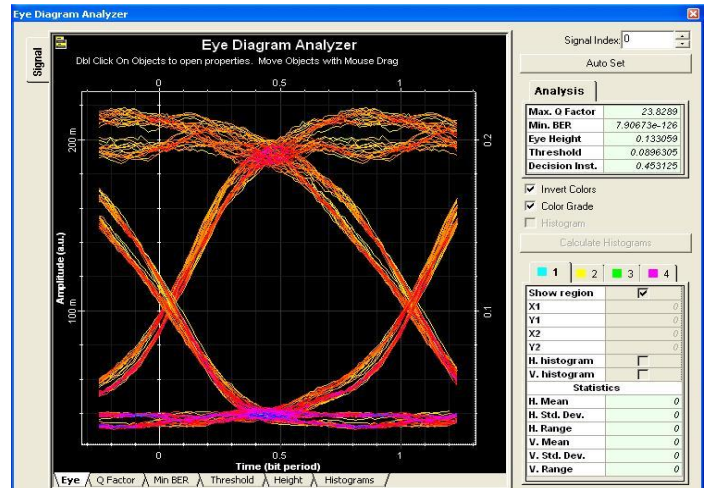 Eye Diagram Analyzer
Signal
Eye Diagram Analyzer
Dbl Click On Objects to open properties. Move Objects with Mouse Drag
0 0.5 1
200 m
100 m
Amplitude (a.u.)
0.2
0.1
0 0.5 1
Time (bit period)
Eye Q Factor Min BER Threshold Height Histograms
Signal Index: 0
Auto Set
Analysis
Max. Q Factor 23.8289
Min. BER 7.90673e-126
Eye Height 0.133059
Threshold 0.0896305
Decision Inst. 0.453125
Invert Colors
Color Grade
Histogram
Calculate Histograms
1 2 3 4
Show region
X1 0
Y1 0
X2 0
Y2 0
H. histogram
V. histogram
Statistics
H. Mean 0
H. Std. Dev. 0
H. Range 0
V. Mean 0
V. Std. Dev. 0
V. Range 0